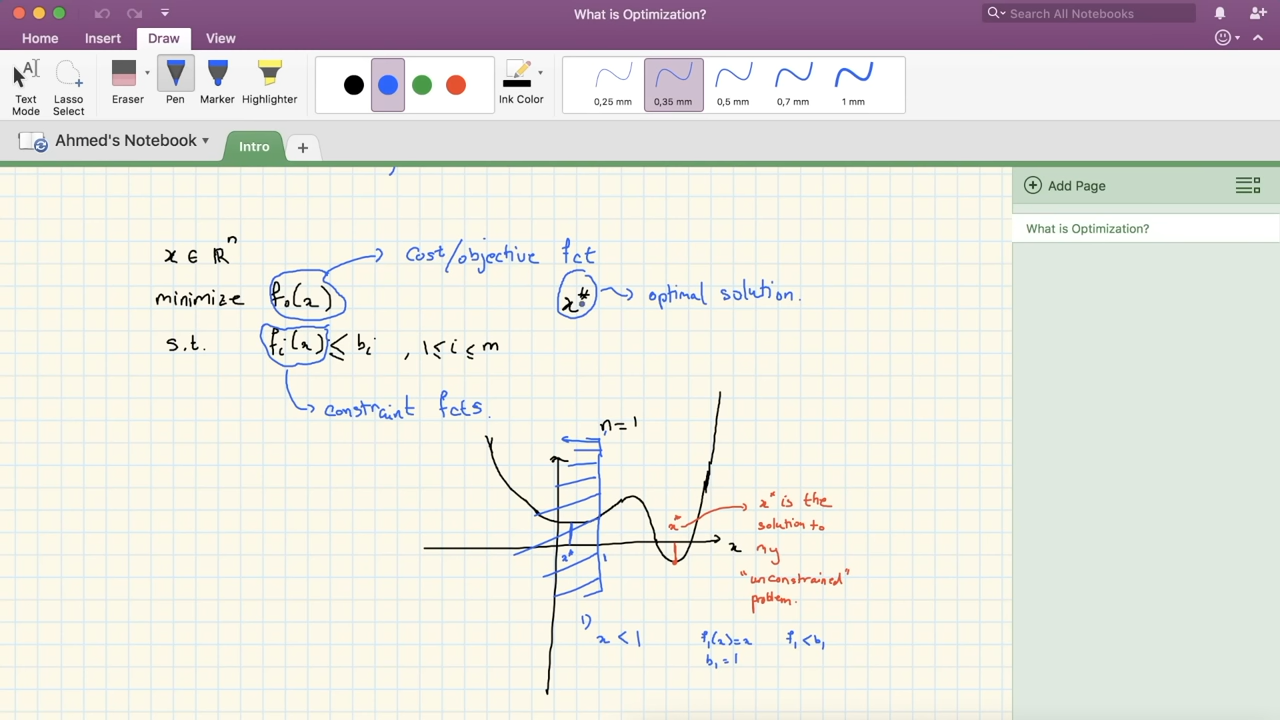 What is Optimization?
Search All Notebooks
Home Insert Draw View
Text Mode
Lasso Select
Eraser
Pen
Marker
Highlighter
Ink Color
0,25 mm
0,35 mm
0,5 mm
0,7 mm
1 mm
Ahmed's Notebook
Intro
+
Add Page
What is Optimization?
x ∈ ℝⁿ
Cost/objective fct
minimize f₀(x)
x* optimal solution.
s.t. fᵢ(x) ≤ bᵢ , 1 ≤ i ≤ m
constraint fcts.
n = 1
x* is the
solution to
my
"unconstrained"
problem.
x*
x
x*
1
1)
x < 1
f₁(x) = x
f₁ < b₁
b₁ = 1